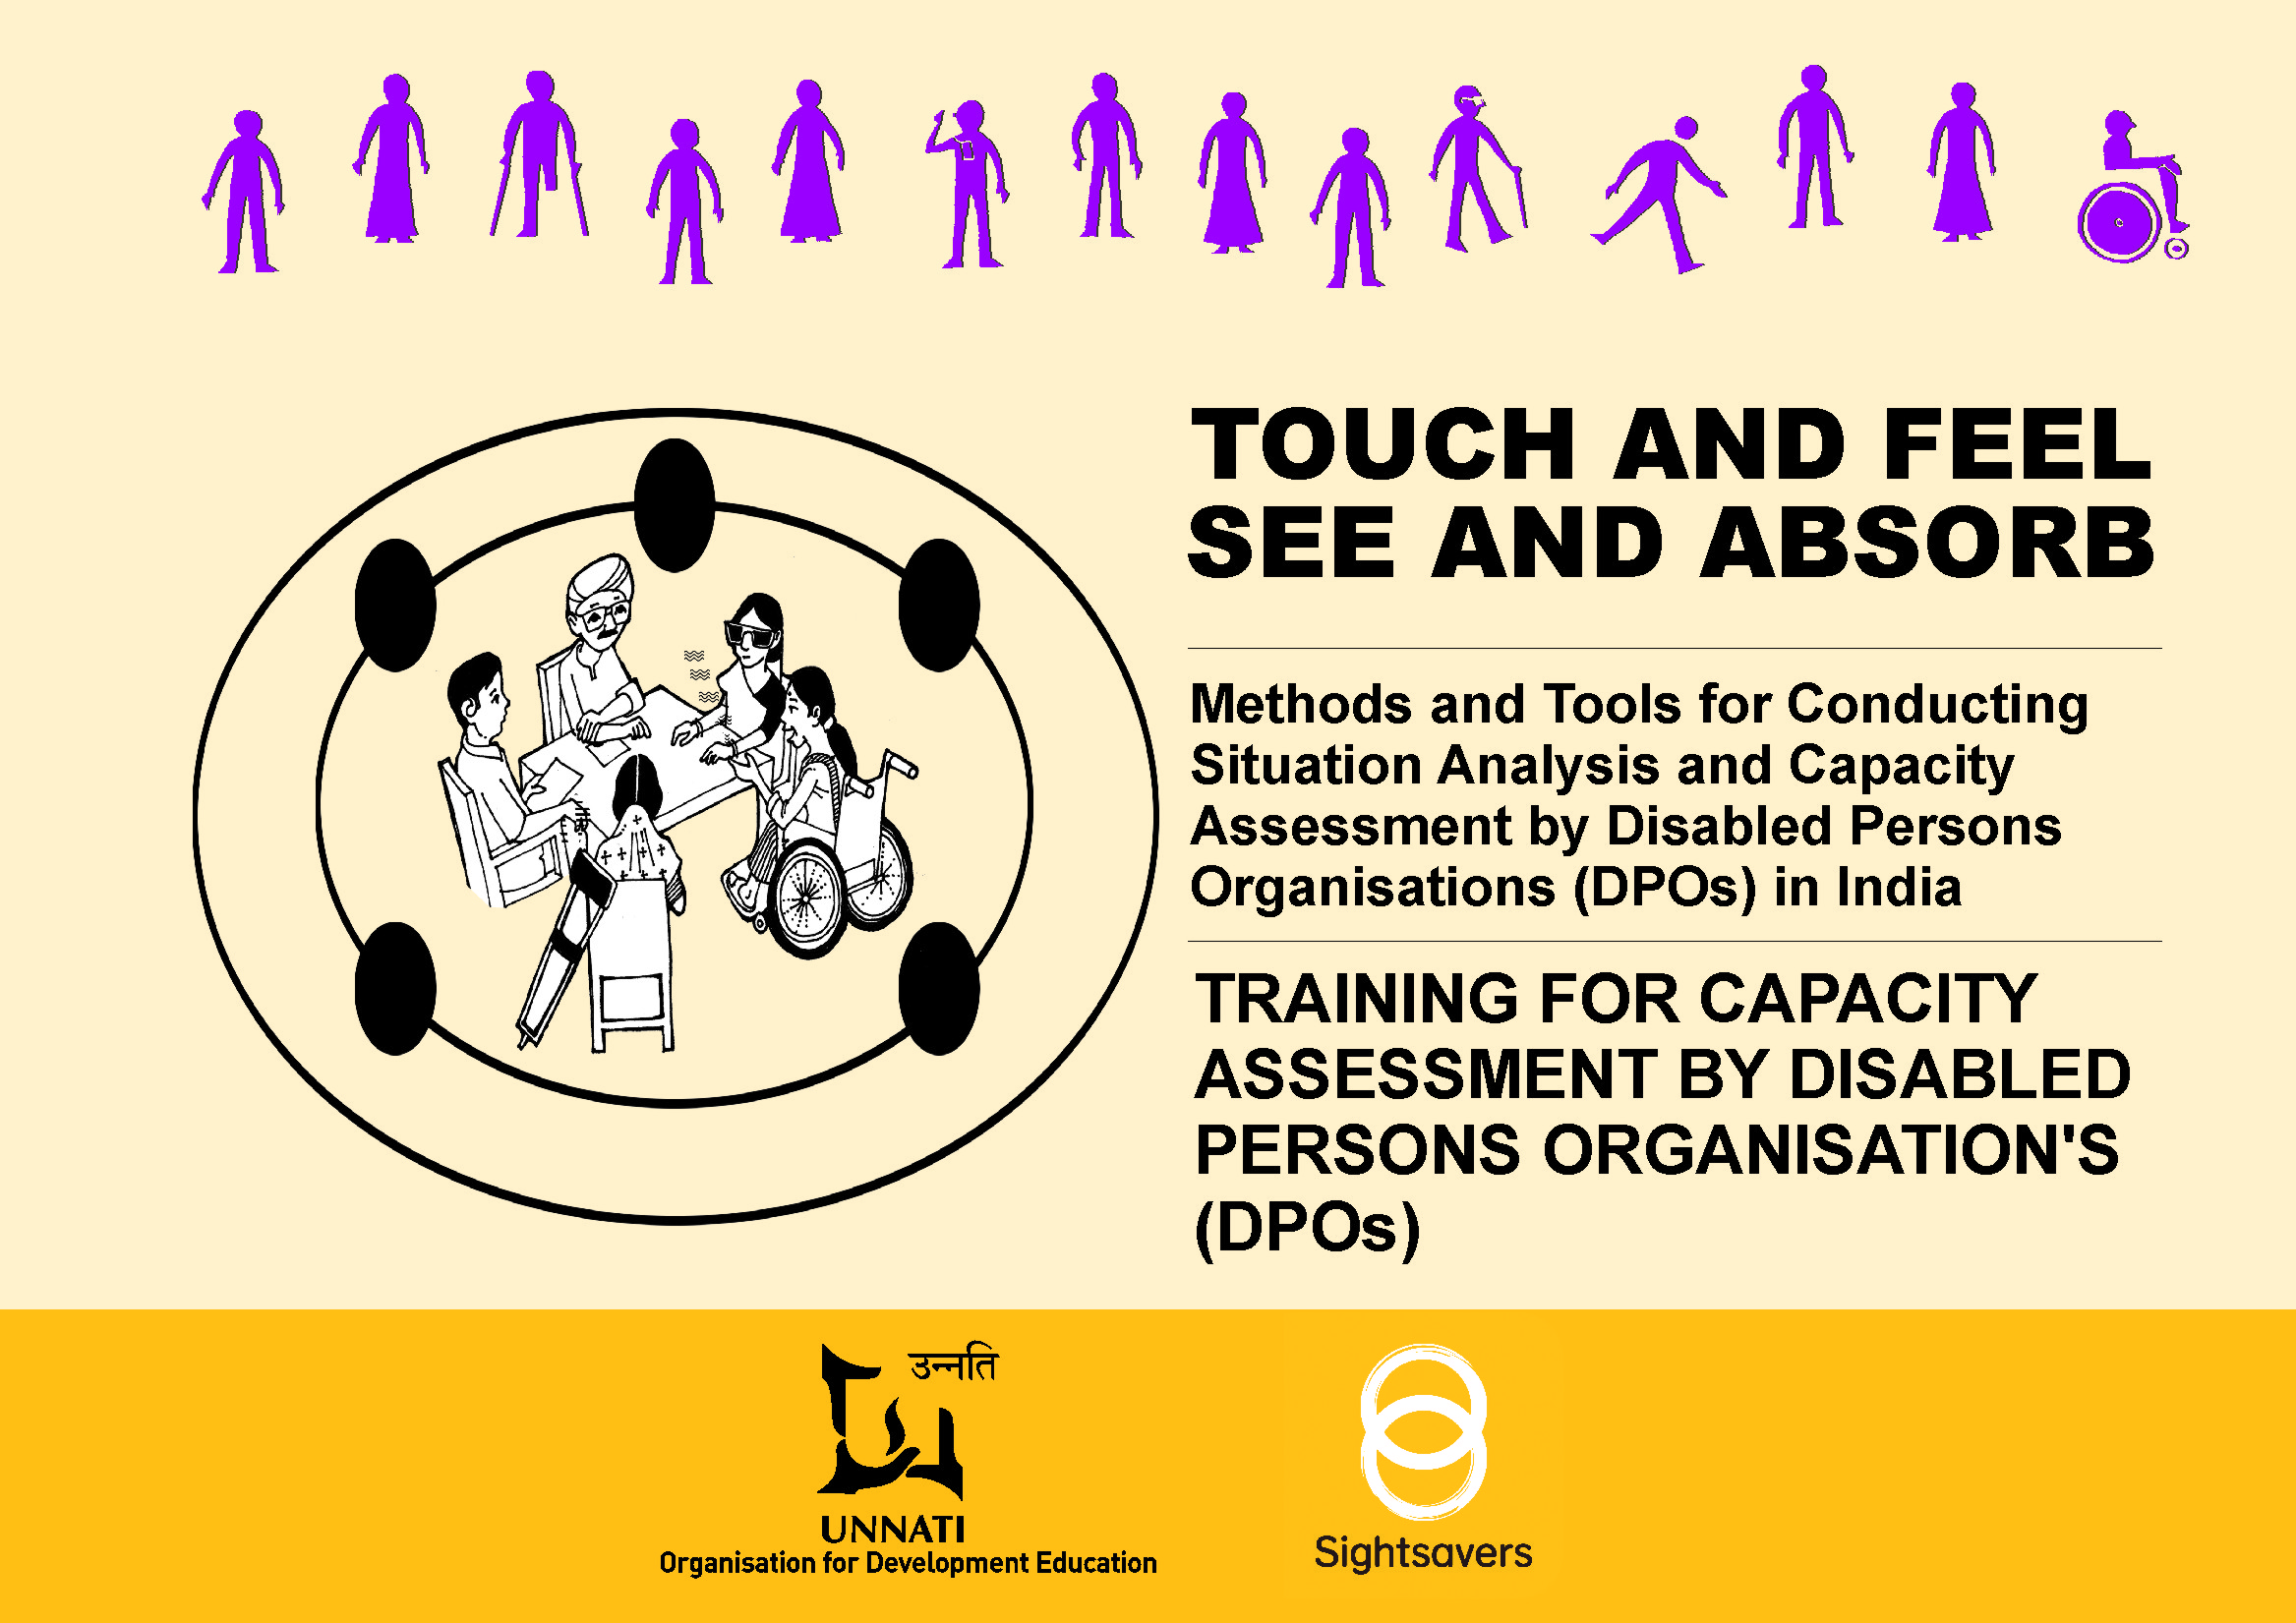 TOUCH AND FEEL
SEE AND ABSORB
Methods and Tools for Conducting
Situation Analysis and Capacity
Assessment by Disabled Persons
Organisations (DPOs) in India
TRAINING FOR CAPACITY
ASSESSMENT BY DISABLED
PERSONS ORGANISATION'S
(DPOs)
उन्नति
UNNATI
Organisation for Development Education
Sightsavers